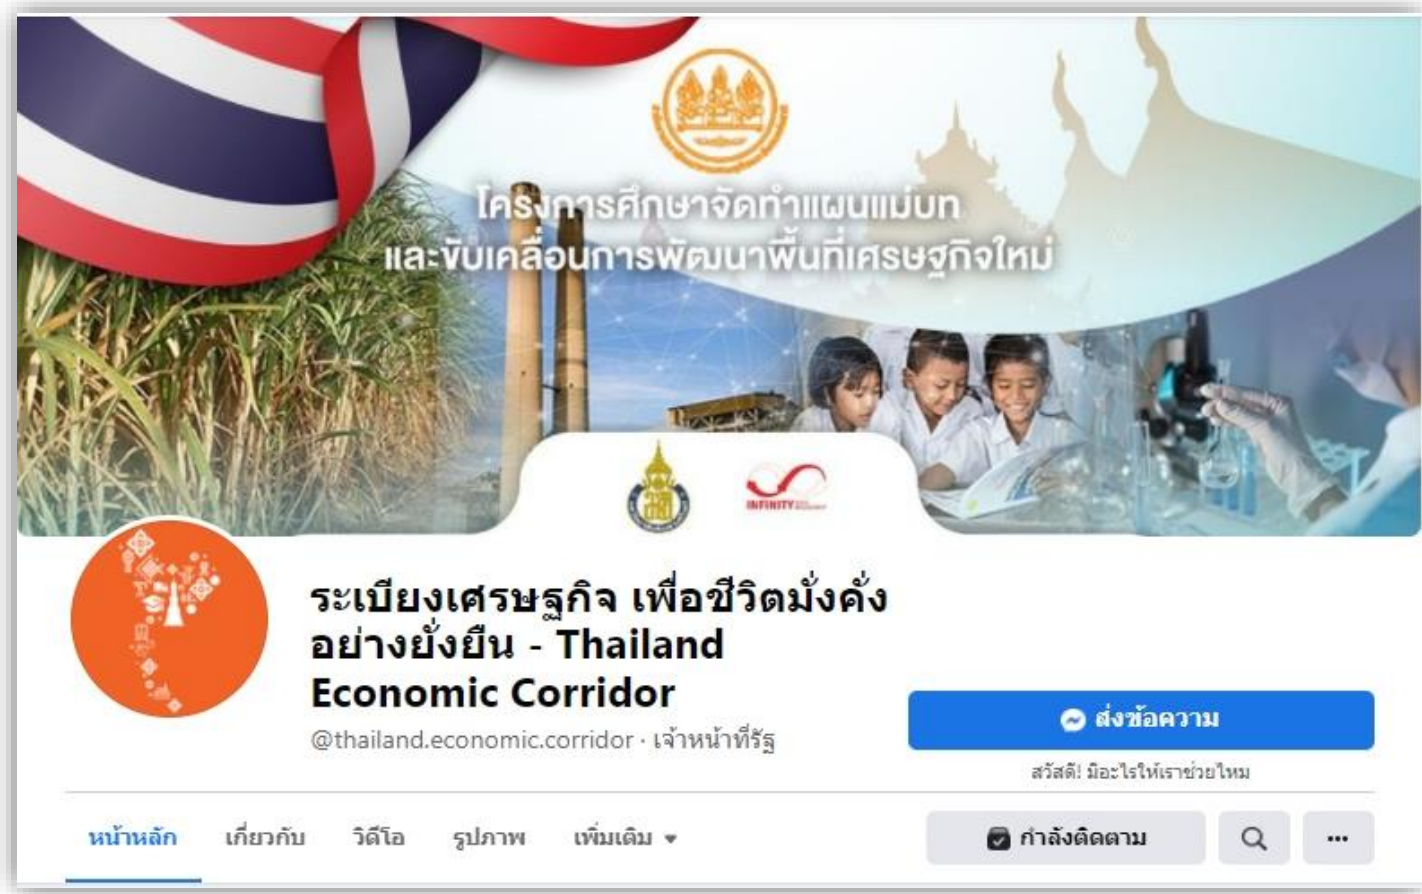 โครงการศึกษาจัดทำแผนแม่บท
และขับเคลื่อนการพัฒนาพื้นที่เศรษฐกิจใหม่
INFINITY
ระเบียงเศรษฐกิจ เพื่อชีวิตมั่งคั่ง
อย่างยั่งยืน - Thailand
Economic Corridor
@thailand.economic.corridor · เจ้าหน้าที่รัฐ
ส่งข้อความ
สวัสดี! มีอะไรให้เราช่วยไหม
หน้าหลัก เกี่ยวกับ วิดีโอ รูปภาพ เพิ่มเติม กำลังติดตาม